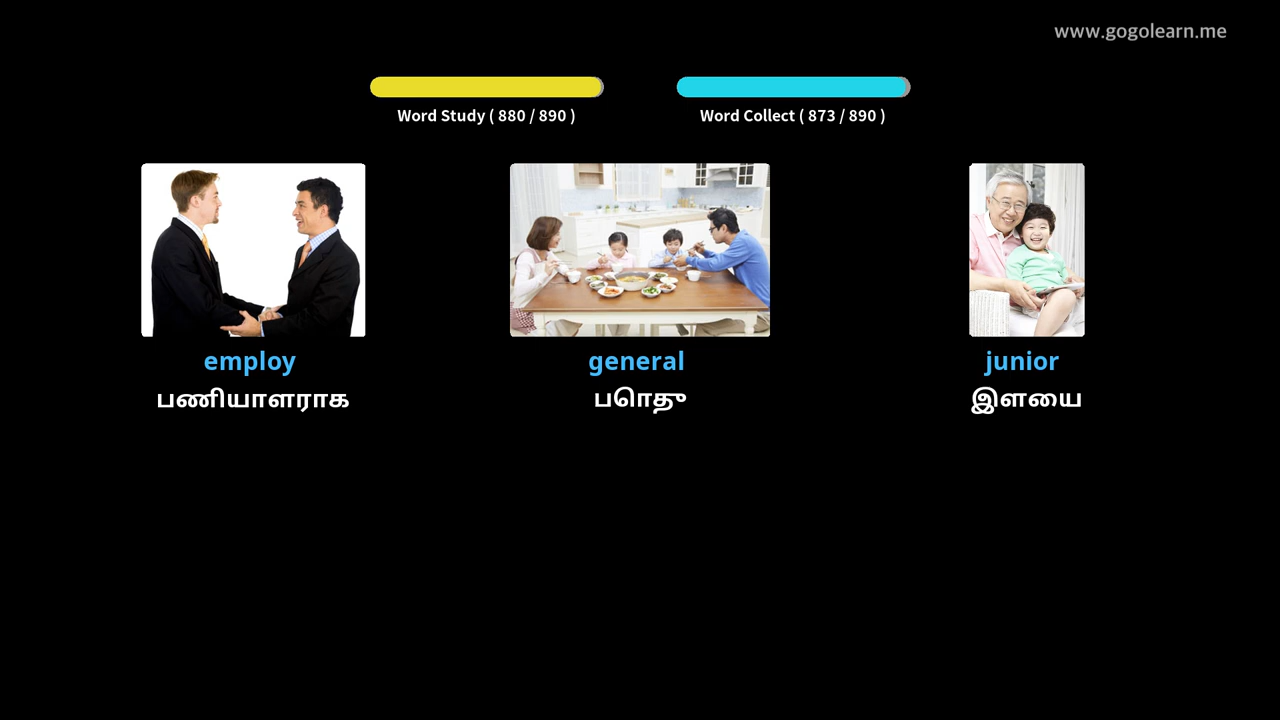 www.gogolearn.me
Word Study ( 880 / 890 )
Word Collect ( 873 / 890 )
employ
general
junior
பணியாளராக
பொது
இளைய